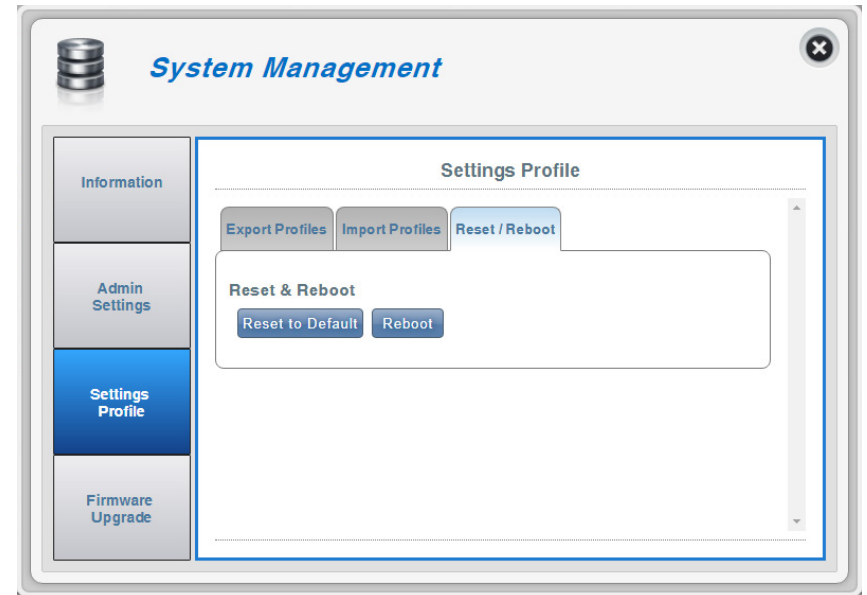 System Management
Information
Admin
Settings
Settings
Profile
Firmware
Upgrade
Settings Profile
Export Profiles
Import Profiles
Reset / Reboot
Reset & Reboot
Reset to Default
Reboot